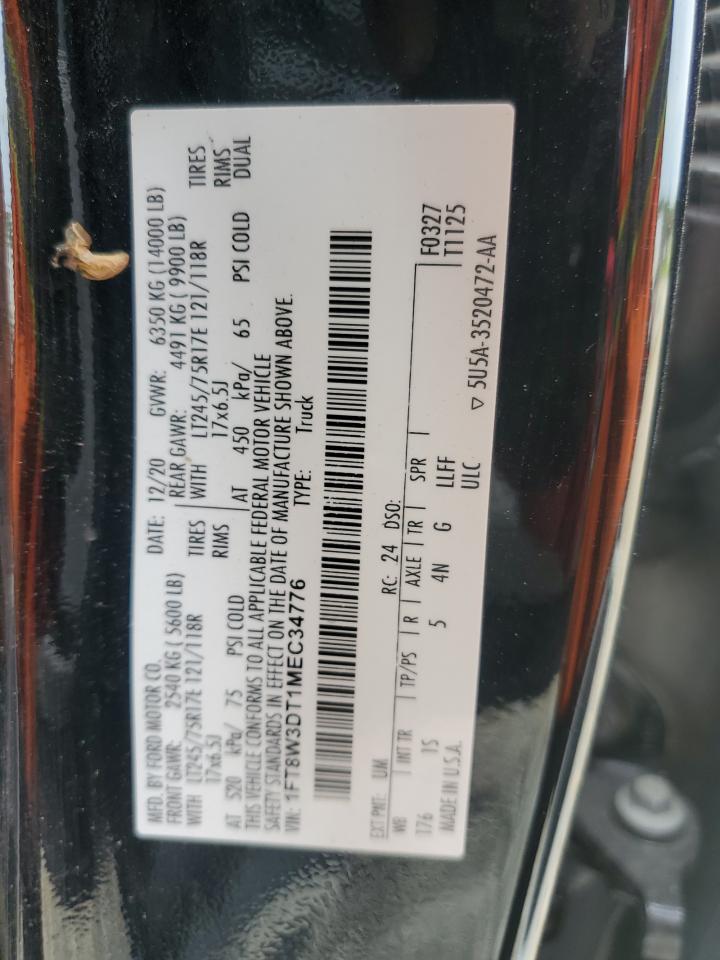 MFD. BY FORD MOTOR CO.
DATE: 12/20 GVWR: 6350 KG (14000 LB)
FRONT GAWR: 2540 KG (5600 LB) REAR GAWR: 4491 KG (9900 LB)
WITH LT245/75R17E 121/118R TIRES WITH LT245/75R17E 121/118R TIRES
17x6.5J RIMS 17x6.5J RIMS
AT 520 kPa/ 75 PSI COLD AT 450 kPa/ 65 PSI COLD DUAL
THIS VEHICLE CONFORMS TO ALL APPLICABLE FEDERAL MOTOR VEHICLE
SAFETY STANDARDS IN EFFECT ON THE DATE OF MANUFACTURE SHOWN ABOVE.
VIN: 1FT8W3DT1MEC34776 TYPE: Truck
EXT PNT: UM RC: 24 DSO: F0327
WB INT TR TP/PS R AXLE TR SPR T1125
176 1S 5 4N G LLFF
MADE IN U.S.A. ULC ▽ 5U5A-3520472-AA